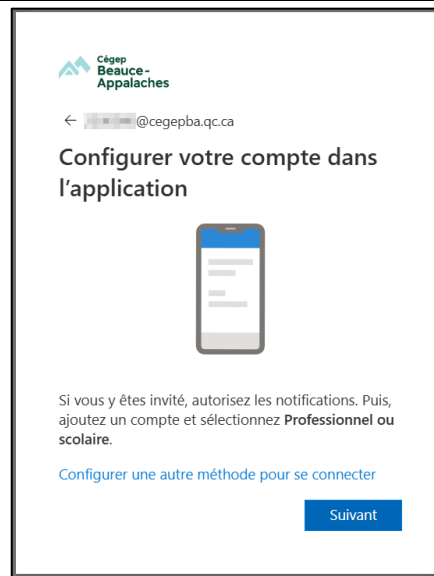 Cégep
Beauce-
Appalaches
@cegepba.qc.ca
Configurer votre compte dans
l'application
Si vous y êtes invité, autorisez les notifications. Puis,
ajoutez un compte et sélectionnez Professionnel ou
scolaire.
Configurer une autre méthode pour se connecter
Suivant